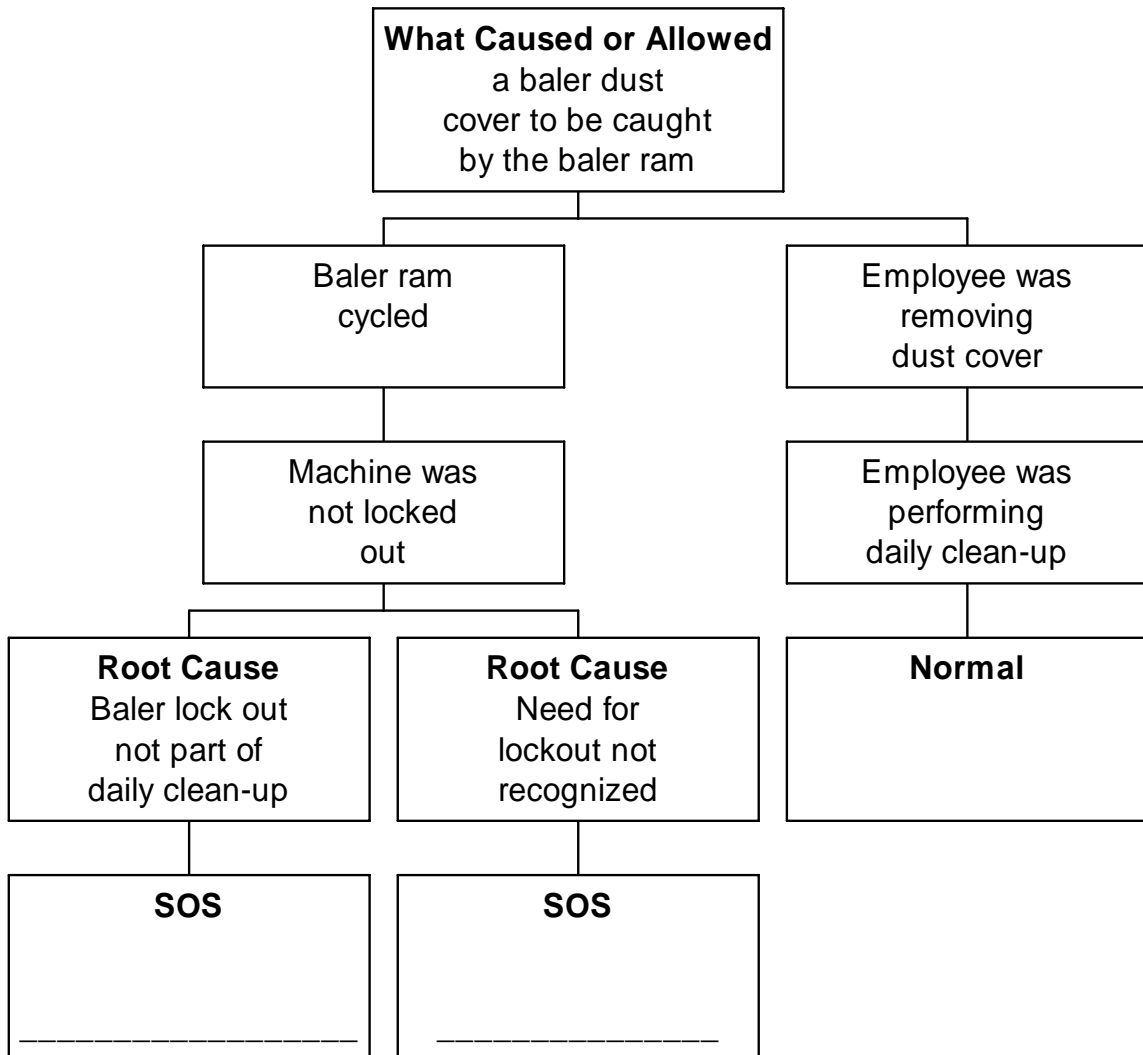 What Caused or Allowed
a baler dust
cover to be caught
by the baler ram
Baler ram
cycled
Employee was
removing
dust cover
Machine was
not locked
out
Employee was
performing
daily clean-up
Root Cause
Baler lock out
not part of
daily clean-up
Root Cause
Need for
lockout not
recognized
Normal
SOS
__________________
SOS
_______________